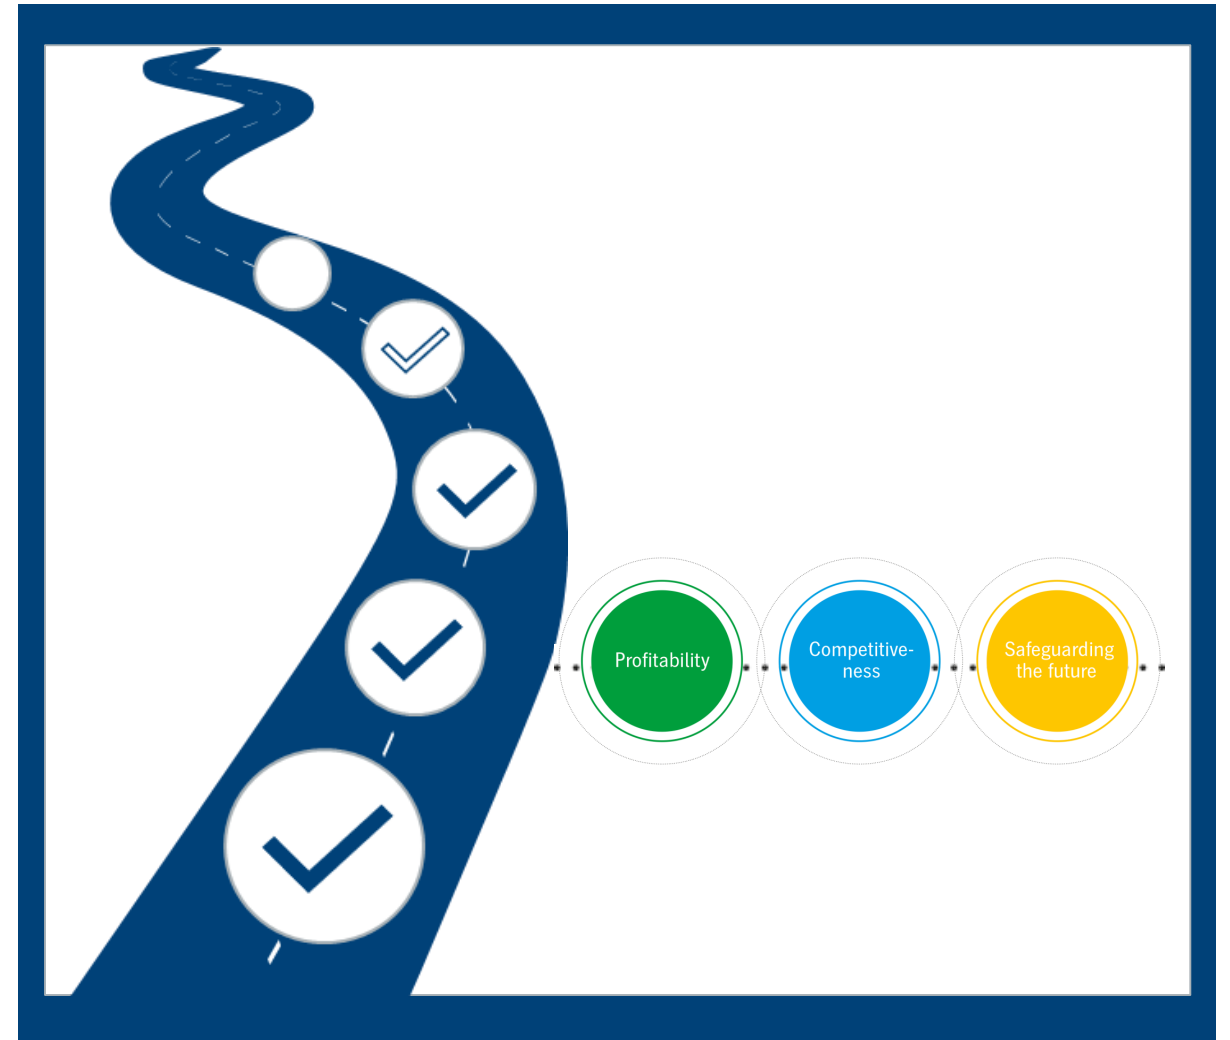 Profitability
Competitive-
ness
Safeguarding
the future